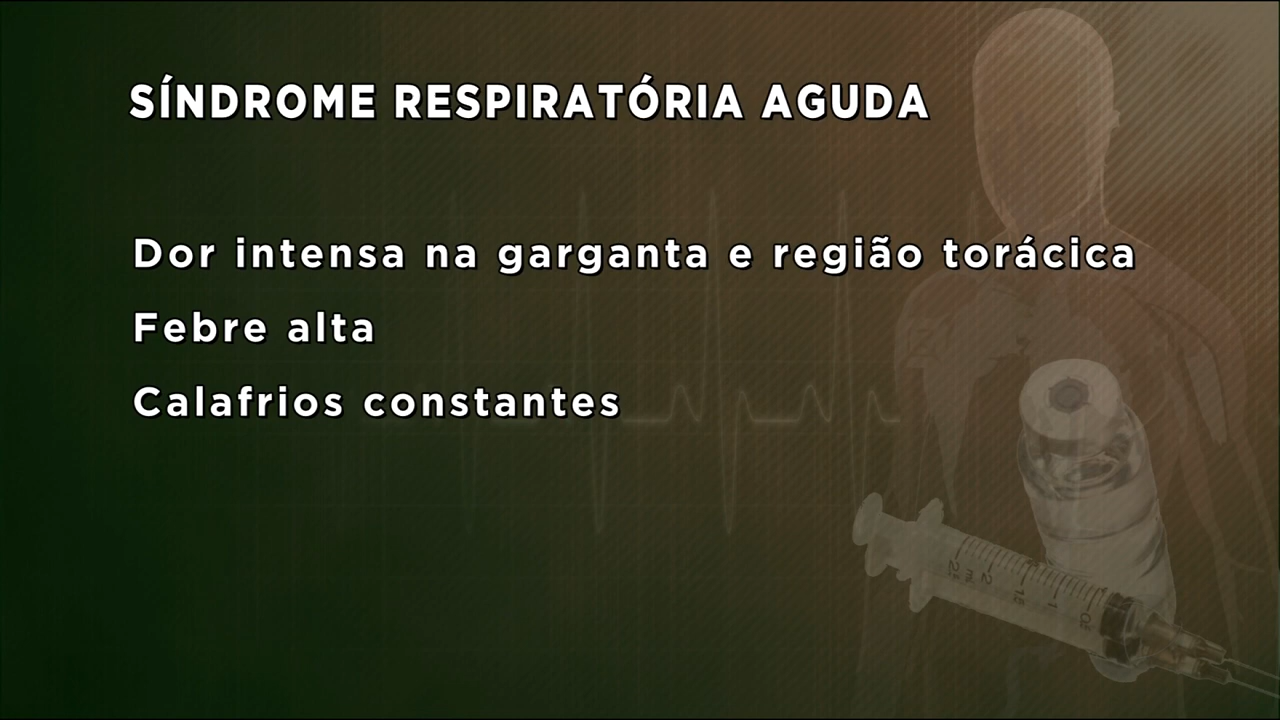 SÍNDROME RESPIRATÓRIA AGUDA
Dor intensa na garganta e região torácica
Febre alta
Calafrios constantes